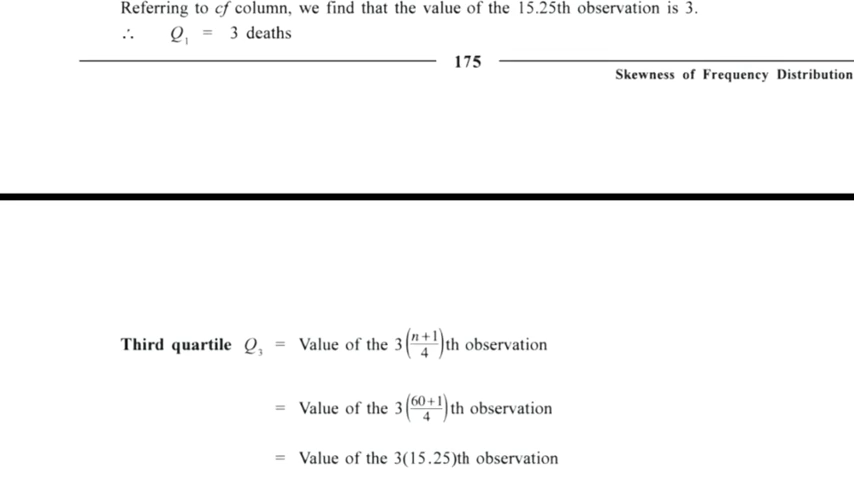 Referring to cf column, we find that the value of the 15.25th observation is 3.
∴ Q₁ = 3 deaths
175
Skewness of Frequency Distribution
Third quartile Q₃ = Value of the 3((n+1)/4)th observation
= Value of the 3((60+1)/4)th observation
= Value of the 3(15.25)th observation